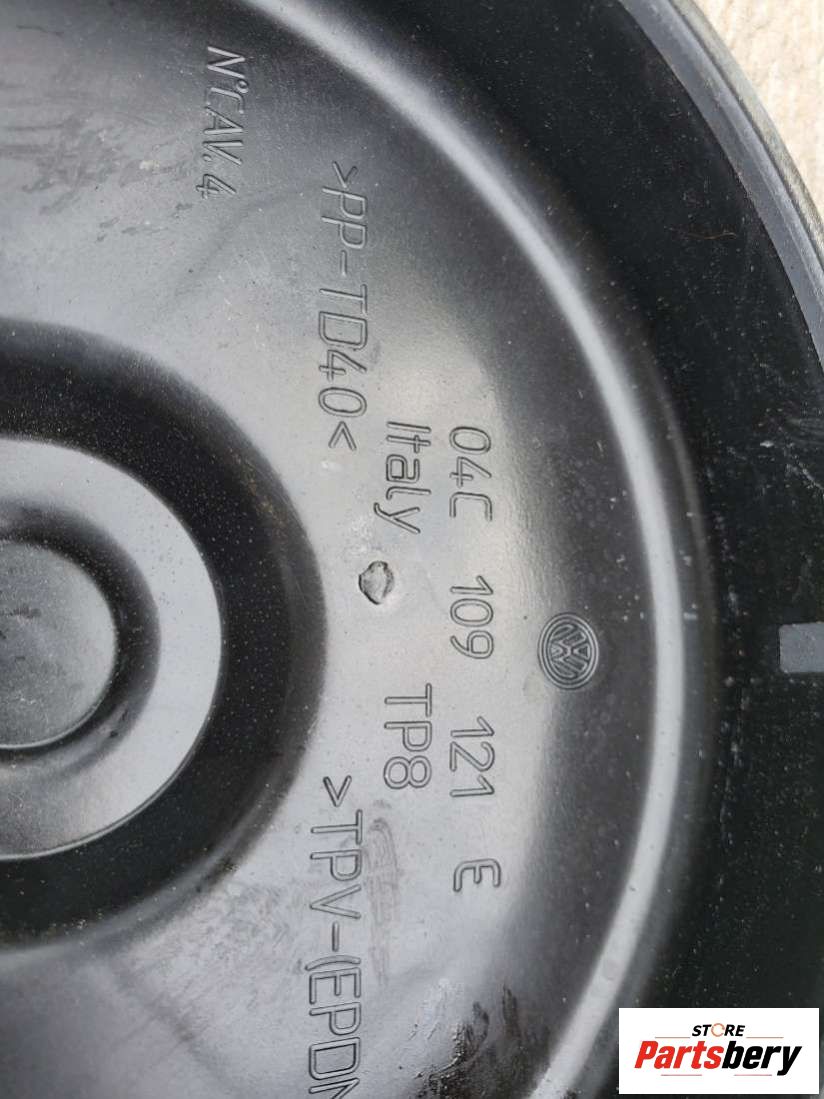 04C 109 121 E
Italy TP8
>PP-TD40< >TPV-(EPDM
N°CAV. 4
STORE
Partsbery